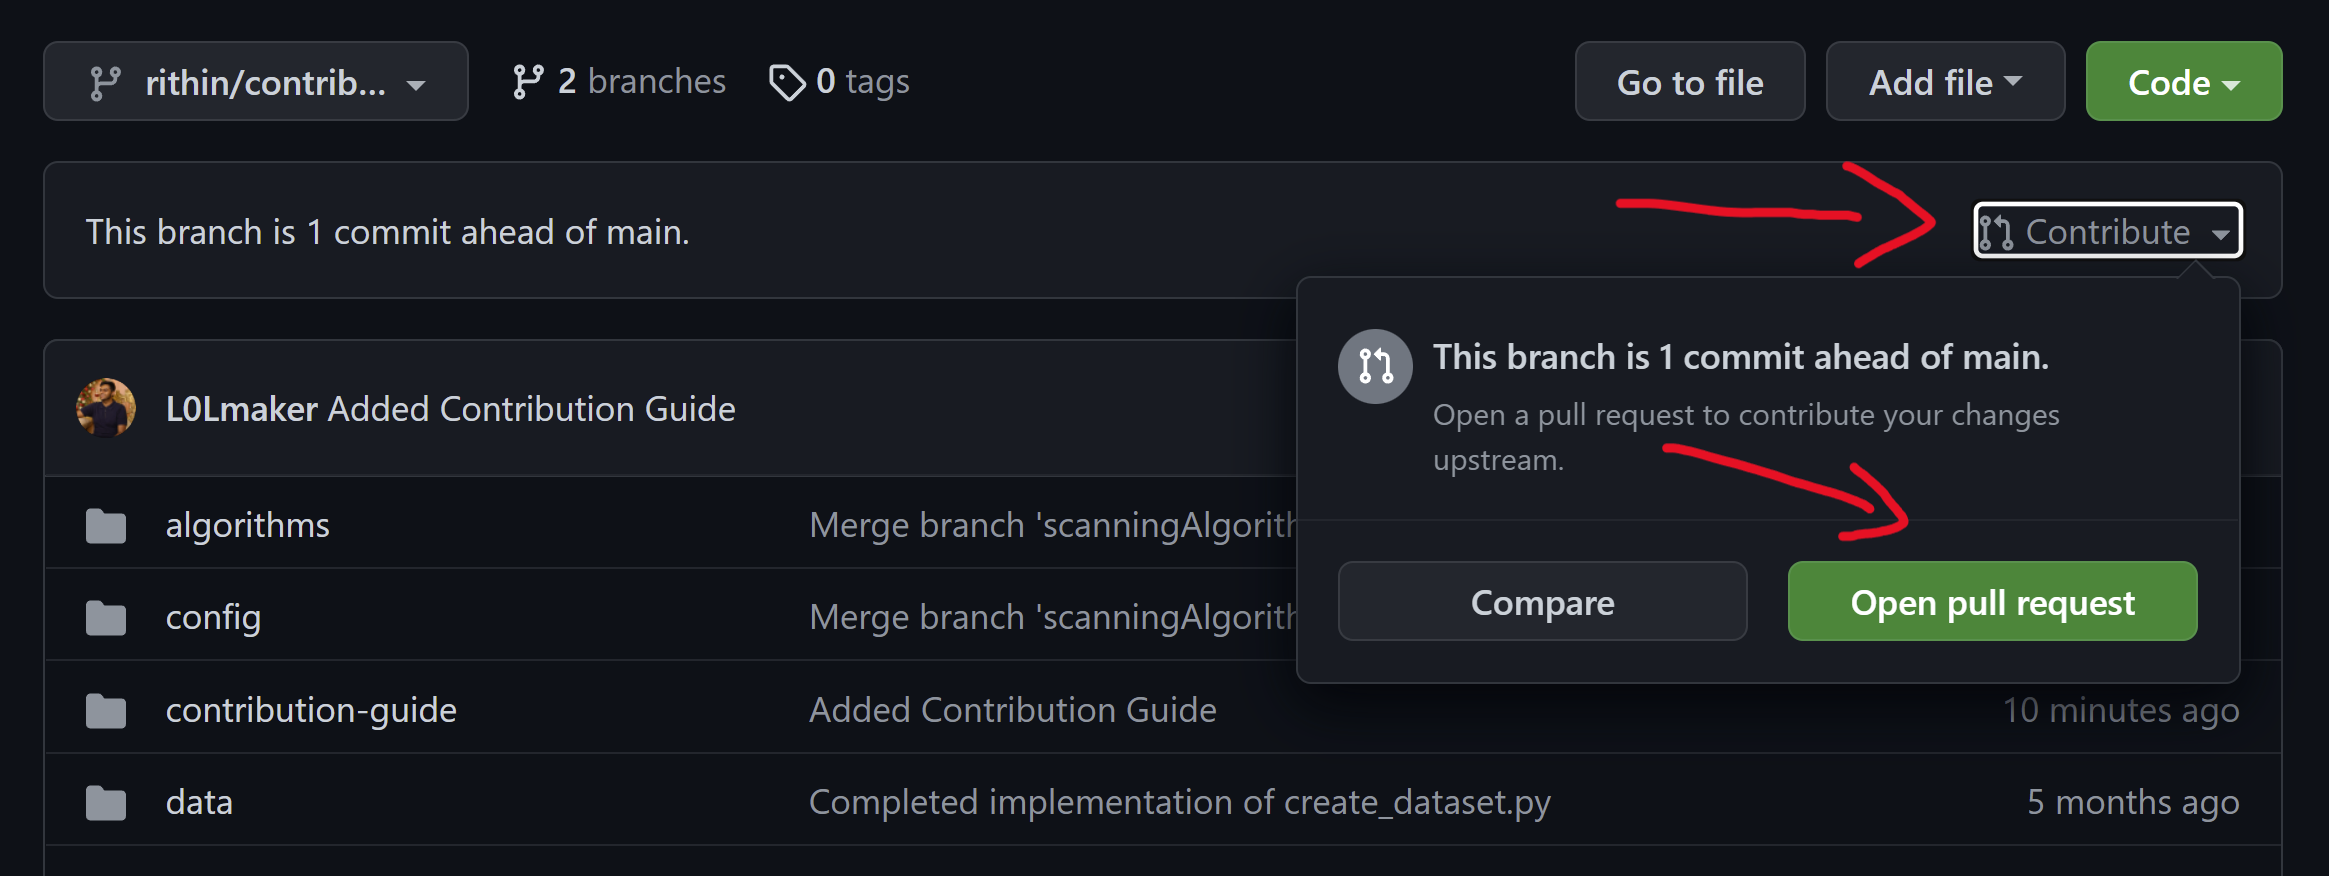 rithin/contrib...
2 branches
0 tags
Go to file
Add file
Code
This branch is 1 commit ahead of main.
Contribute
This branch is 1 commit ahead of main.
Open a pull request to contribute your changes
upstream.
Compare
Open pull request
L0Lmaker Added Contribution Guide
algorithms
Merge branch 'scanningAlgorith
config
Merge branch 'scanningAlgorith
contribution-guide
Added Contribution Guide
10 minutes ago
data
Completed implementation of create_dataset.py
5 months ago